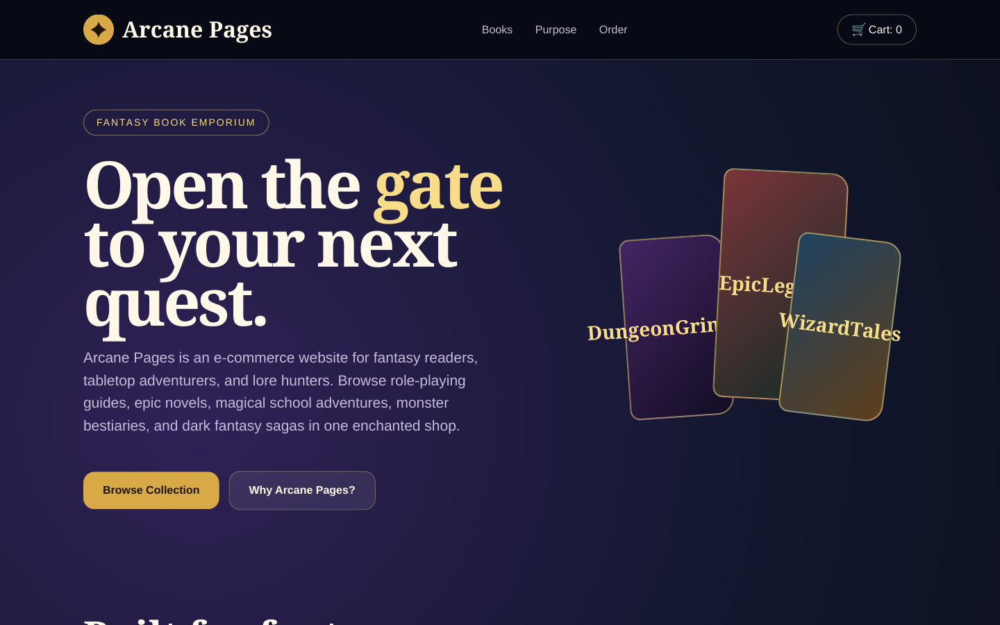 Arcane Pages
Books
Purpose
Order
🛒 Cart: 0
FANTASY BOOK EMPORIUM
Open the gate
to your next
quest.
Arcane Pages is an e-commerce website for fantasy readers,
tabletop adventurers, and lore hunters. Browse role-playing
guides, epic novels, magical school adventures, monster
bestiaries, and dark fantasy sagas in one enchanted shop.
Browse Collection
Why Arcane Pages?
EpicLeg
WizardTales